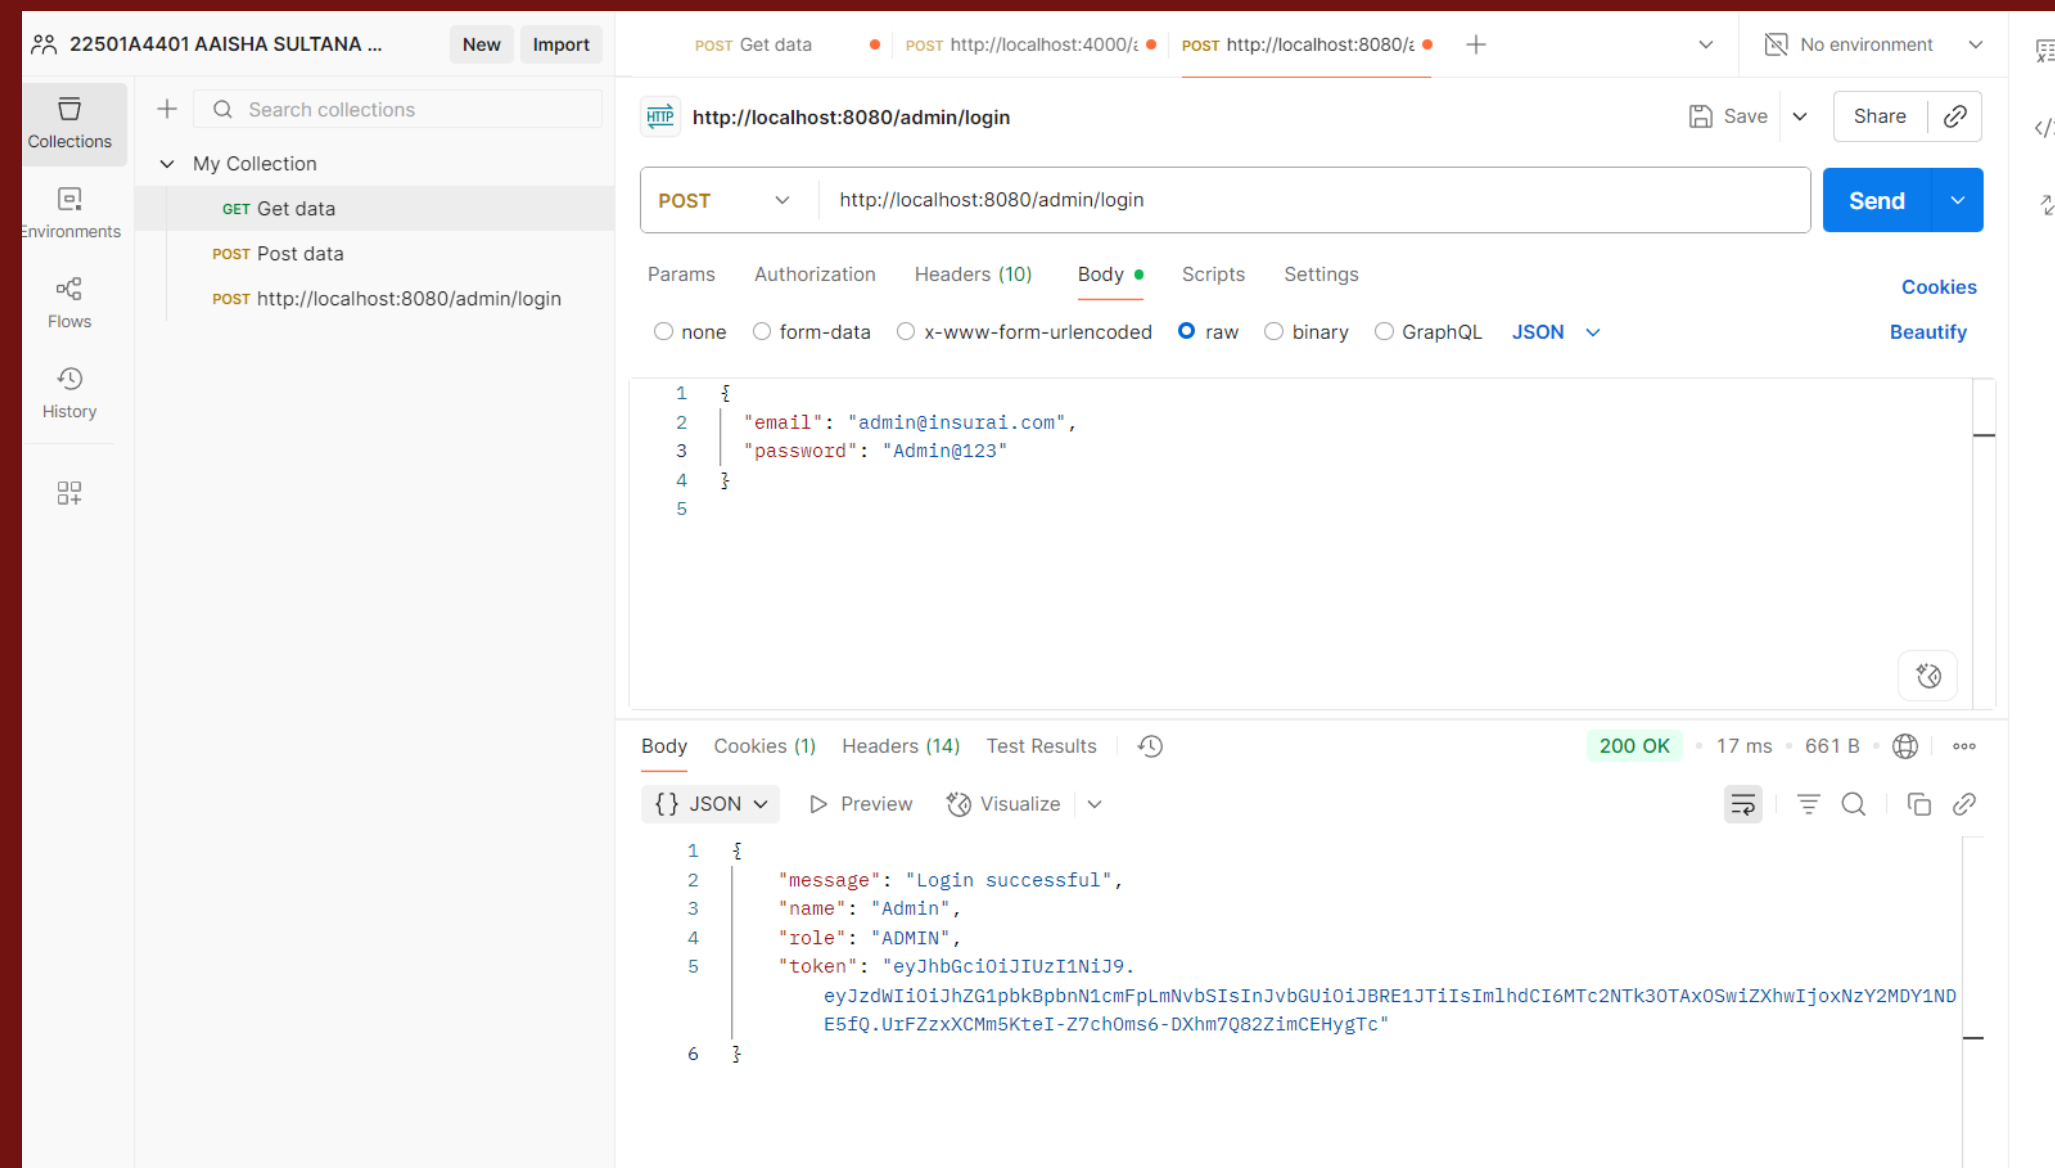 22501A4401 AAISHA SULTANA ...
New
Import
POST Get data
POST http://localhost:4000/a
POST http://localhost:8080/a
No environment
Collections
Search collections
http://localhost:8080/admin/login
Save
Share
My Collection
Environments
GET Get data
POST http://localhost:8080/admin/login
Send
POST Post data
Flows
POST http://localhost:8080/admin/login
Params
Authorization
Headers (10)
Body
Scripts
Settings
Cookies
none
form-data
x-www-form-urlencoded
raw
binary
GraphQL
JSON
Beautify
History
1 {
2 "email": "admin@insurai.com",
3 "password": "Admin@123"
4 }
5
Body
Cookies (1)
Headers (14)
Test Results
200 OK
17 ms
661 B
{} JSON
Preview
Visualize
1 {
2 "message": "Login successful",
3 "name": "Admin",
4 "role": "ADMIN",
5 "token": "eyJhbGciOiJIUzI1NiJ9.
eyJzdWIiOiJhZG1pbkBpbnN1cmFpLmNvbSIsInJvbGUiOiJBRE1JTiIsImlhdCI6MTc2NTk3OTAxOSwiZXhwIjoxNzY2MDY1ND
E5fQ.UrFZzxXCMm5KteI-Z7chOms6-DXhm7Q82ZimCEHygTc"
6 }